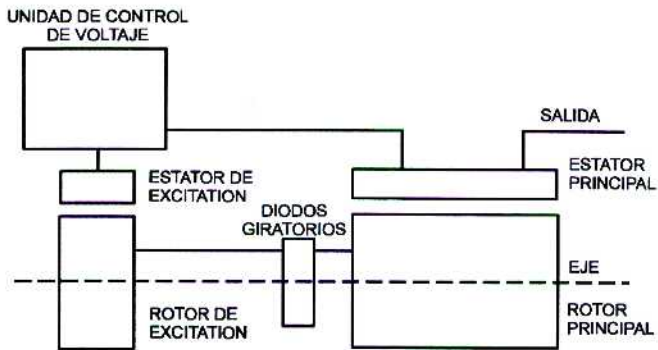 UNIDAD DE CONTROL
DE VOLTAJE
SALIDA
ESTATOR DE
EXCITATION
ESTATOR
PRINCIPAL
DIODOS
GIRATORIOS
EJE
ROTOR DE
EXCITATION
ROTOR
PRINCIPAL